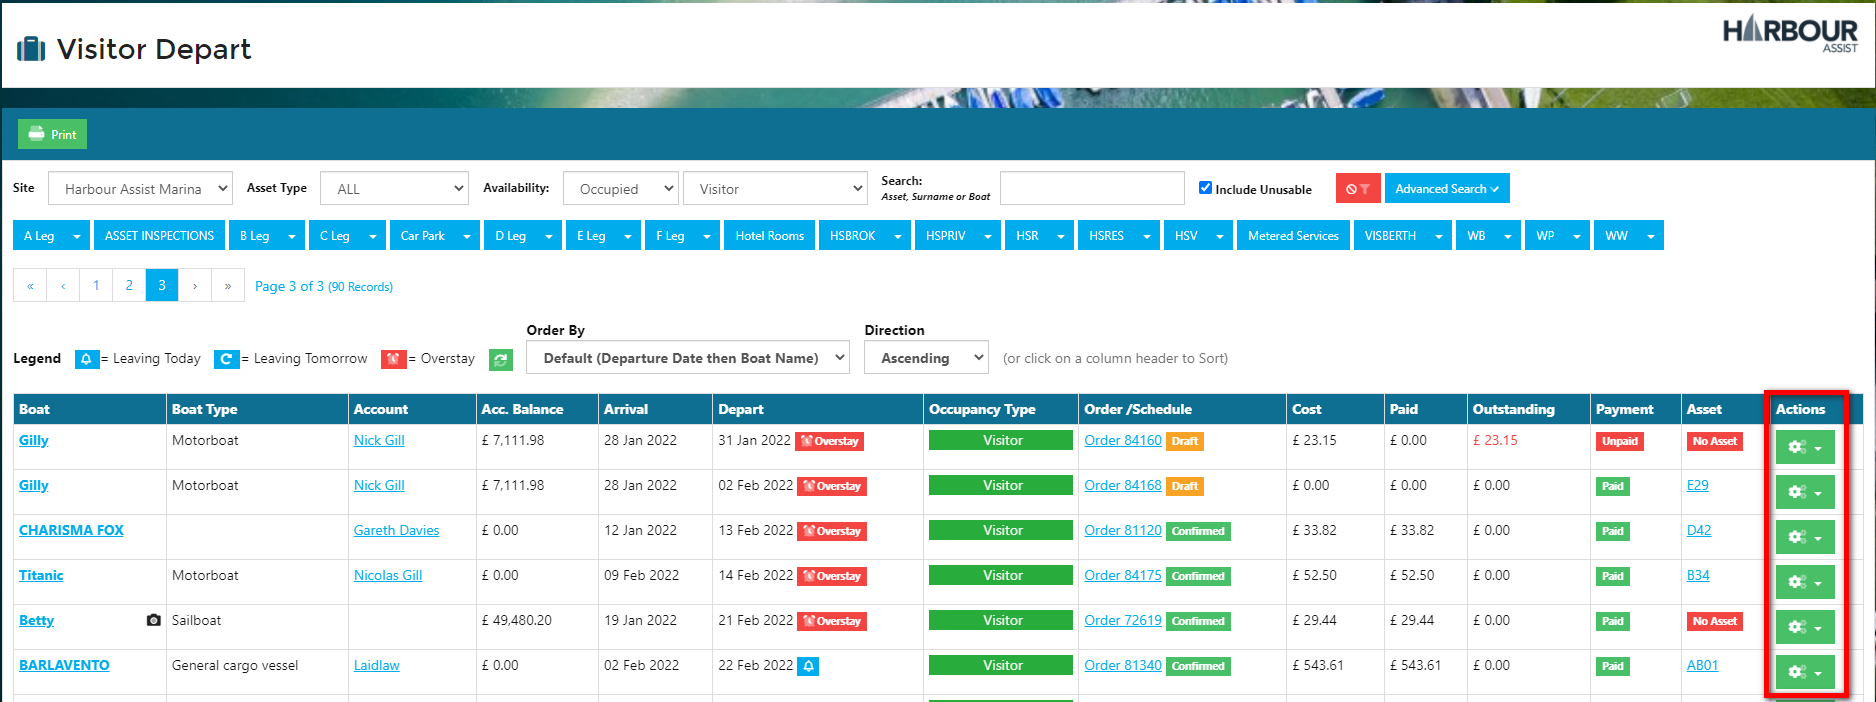 Visitor Depart
HARBOUR
ASSIST
Print
Site Harbour Assist Marina Asset Type ALL Availability: Occupied Visitor Search: Asset, Surname or Boat Include Unusable Advanced Search
A Leg ASSET INSPECTIONS B Leg C Leg Car Park D Leg E Leg F Leg Hotel Rooms HSBROK HSPRIV HSR HSRES HSV Metered Services VISBERTH WB WP WW
« ‹ 1 2 3 › » Page 3 of 3 (90 Records)
Order By Direction
Legend = Leaving Today = Leaving Tomorrow = Overstay Default (Departure Date then Boat Name) Ascending (or click on a column header to Sort)
Boat Boat Type Account Acc. Balance Arrival Depart Occupancy Type Order /Schedule Cost Paid Outstanding Payment Asset Actions
Gilly Motorboat Nick Gill £ 7,111.98 28 Jan 2022 31 Jan 2022 Overstay Visitor Order 84160 Draft £ 23.15 £ 0.00 £ 23.15 Unpaid No Asset
Gilly Motorboat Nick Gill £ 7,111.98 28 Jan 2022 02 Feb 2022 Overstay Visitor Order 84168 Draft £ 0.00 £ 0.00 £ 0.00 Paid E29
CHARISMA FOX Gareth Davies £ 0.00 12 Jan 2022 13 Feb 2022 Overstay Visitor Order 81120 Confirmed £ 33.82 £ 33.82 £ 0.00 Paid D42
Titanic Motorboat Nicolas Gill £ 0.00 09 Feb 2022 14 Feb 2022 Overstay Visitor Order 84175 Confirmed £ 52.50 £ 52.50 £ 0.00 Paid B34
Betty Sailboat £ 49,480.20 19 Jan 2022 21 Feb 2022 Overstay Visitor Order 72619 Confirmed £ 29.44 £ 29.44 £ 0.00 Paid No Asset
BARLAVENTO General cargo vessel Laidlaw £ 0.00 02 Feb 2022 22 Feb 2022 Visitor Order 81340 Confirmed £ 543.61 £ 543.61 £ 0.00 Paid AB01